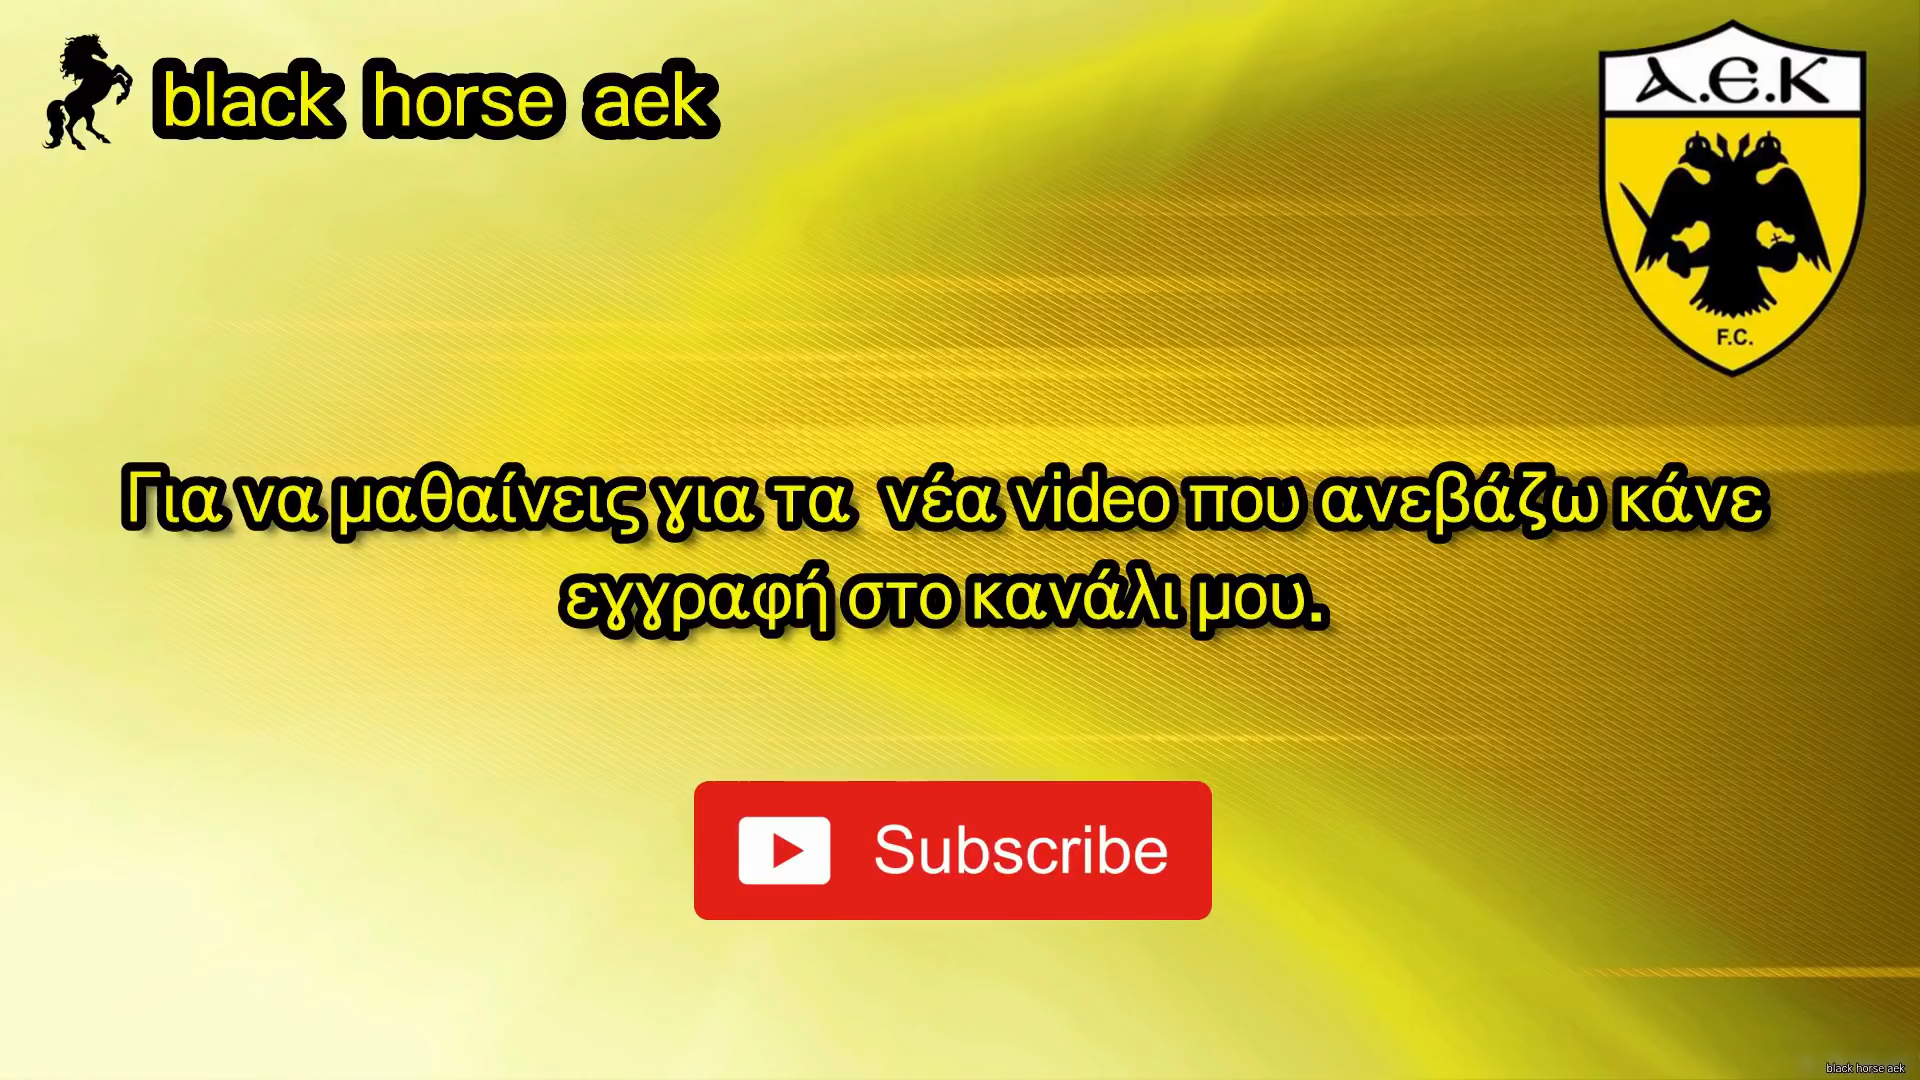 black horse aek
Α.Ε.Κ
F.C.
Για να μαθαίνεις για τα νέα video που ανεβάζω κάνε
εγγραφή στο κανάλι μου.
Subscribe
black horse aek